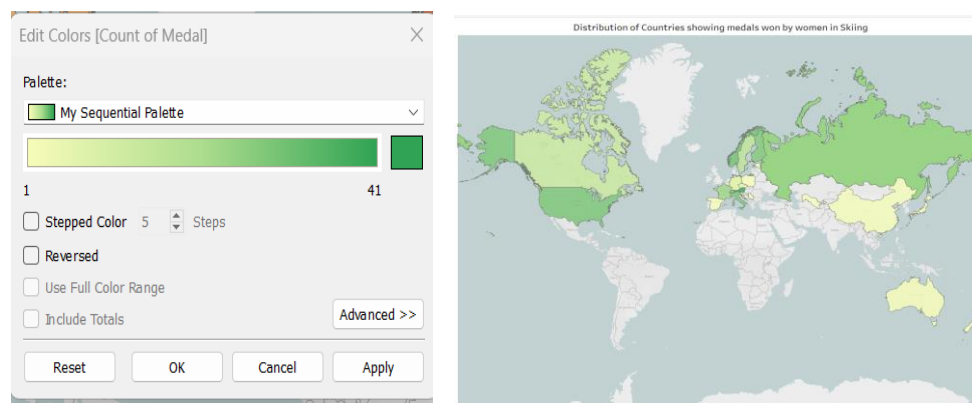 Edit Colors [Count of Medal]
Palette:
My Sequential Palette
1 41
Stepped Color 5 Steps
Reversed
Use Full Color Range
Include Totals
Advanced >>
Reset OK Cancel Apply
Distribution of Countries showing medals won by women in Skiing